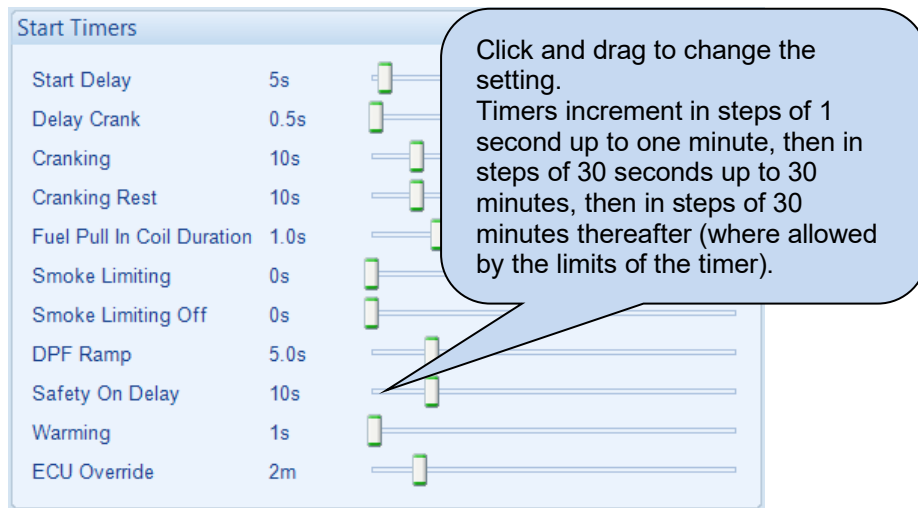 Start Timers
Start Delay 5s
Delay Crank 0.5s
Cranking 10s
Cranking Rest 10s
Fuel Pull In Coil Duration 1.0s
Smoke Limiting 0s
Smoke Limiting Off 0s
DPF Ramp 5.0s
Safety On Delay 10s
Warming 1s
ECU Override 2m
Click and drag to change the
setting.
Timers increment in steps of 1
second up to one minute, then in
steps of 30 seconds up to 30
minutes, then in steps of 30
minutes thereafter (where allowed
by the limits of the timer).